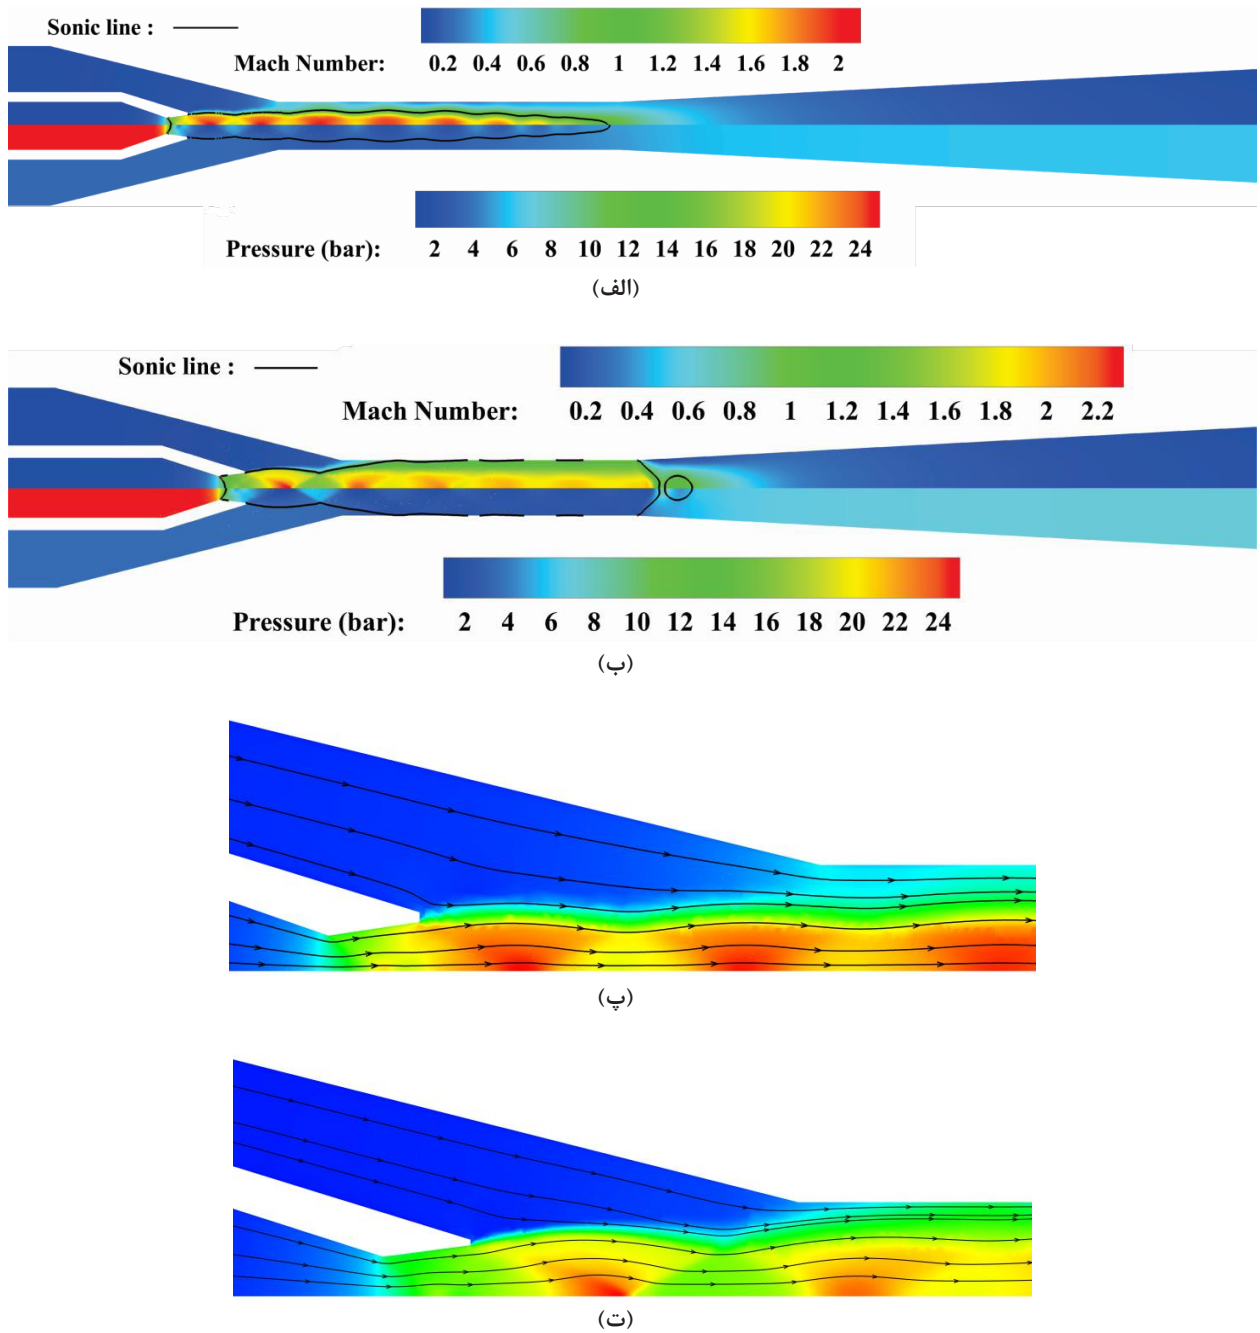 Sonic line :
Mach Number: 0.2 0.4 0.6 0.8 1 1.2 1.4 1.6 1.8 2
Pressure (bar): 2 4 6 8 10 12 14 16 18 20 22 24
(الف)
Sonic line :
Mach Number: 0.2 0.4 0.6 0.8 1 1.2 1.4 1.6 1.8 2 2.2
Pressure (bar): 2 4 6 8 10 12 14 16 18 20 22 24
(ب)
(پ)
(ت)